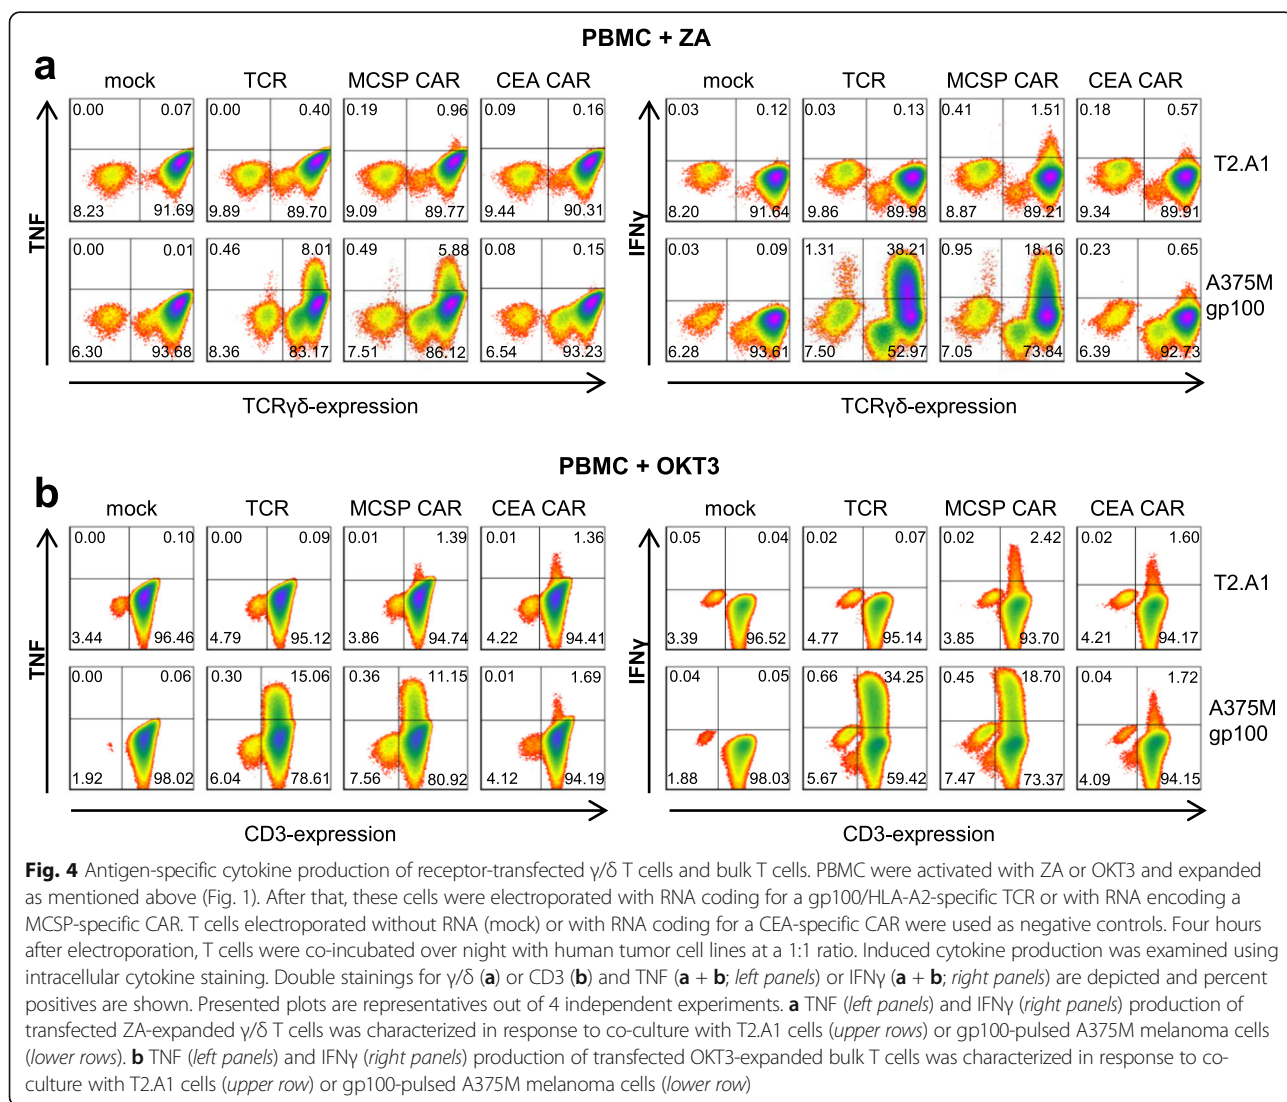 PBMC + ZA
a
mock TCR MCSP CAR CEA CAR mock TCR MCSP CAR CEA CAR
0.00 0.07 0.00 0.40 0.19 0.96 0.09 0.16 0.03 0.12 0.03 0.13 0.41 1.51 0.18 0.57
TNF
IFNγ
T2.A1
8.23 91.69 9.89 89.70 9.09 89.77 9.44 90.31 8.20 91.64 9.86 89.98 8.87 89.21 9.34 89.91
0.00 0.01 0.46 8.01 0.49 5.88 0.08 0.15 0.03 0.09 1.31 38.21 0.95 18.16 0.23 0.65
A375M
gp100
6.30 93.68 8.36 83.17 7.51 86.12 6.54 93.23 6.28 93.61 7.50 52.97 7.05 73.84 6.39 92.73
TCRγδ-expression TCRγδ-expression
PBMC + OKT3
b
mock TCR MCSP CAR CEA CAR mock TCR MCSP CAR CEA CAR
0.00 0.10 0.00 0.09 0.01 1.39 0.01 1.36 0.05 0.04 0.02 0.07 0.02 2.42 0.02 1.60
TNF
IFNγ
T2.A1
3.44 96.46 4.79 95.12 3.86 94.74 4.22 94.41 3.39 96.52 4.77 95.14 3.85 93.70 4.21 94.17
0.00 0.06 0.30 15.06 0.36 11.15 0.01 1.69 0.04 0.05 0.66 34.25 0.45 18.70 0.04 1.72
A375M
gp100
1.92 98.02 6.04 78.61 7.56 80.92 4.12 94.19 1.88 98.03 5.67 59.42 7.47 73.37 4.09 94.15
CD3-expression CD3-expression
Fig. 4 Antigen-specific cytokine production of receptor-transfected γ/δ T cells and bulk T cells. PBMC were activated with ZA or OKT3 and expanded
as mentioned above (Fig. 1). After that, these cells were electroporated with RNA coding for a gp100/HLA-A2-specific TCR or with RNA encoding a
MCSP-specific CAR. T cells electroporated without RNA (mock) or with RNA coding for a CEA-specific CAR were used as negative controls. Four hours
after electroporation, T cells were co-incubated over night with human tumor cell lines at a 1:1 ratio. Induced cytokine production was examined using
intracellular cytokine staining. Double stainings for γ/δ (a) or CD3 (b) and TNF (a + b; left panels) or IFNγ (a + b; right panels) are depicted and percent
positives are shown. Presented plots are representatives out of 4 independent experiments. a TNF (left panels) and IFNγ (right panels) production of
transfected ZA-expanded γ/δ T cells was characterized in response to co-culture with T2.A1 cells (upper rows) or gp100-pulsed A375M melanoma cells
(lower rows). b TNF (left panels) and IFNγ (right panels) production of transfected OKT3-expanded bulk T cells was characterized in response to co-
culture with T2.A1 cells (upper row) or gp100-pulsed A375M melanoma cells (lower row)